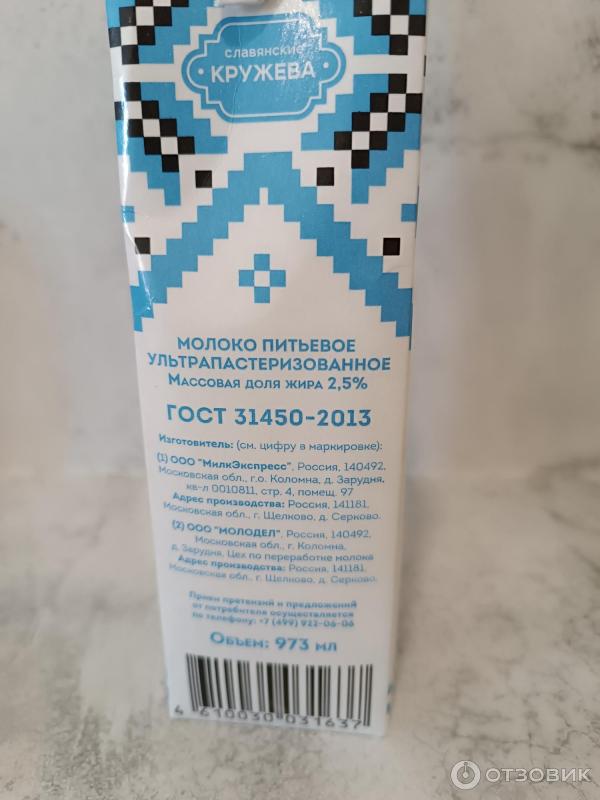 СЛАВЯНСКИЕ
КРУЖЕВА
МОЛОКО ПИТЬЕВОЕ
УЛЬТРАПАСТЕРИЗОВАННОЕ
МАССОВАЯ ДОЛЯ ЖИРА 2,5%
ГОСТ 31450-2013
Изготовитель: (см. цифру в маркировке):
(1) ООО "МилкЭкспресс", Россия, 140492,
Московская обл., г.о. Коломна, д. Зарудня,
кв-л 0010811, стр. 4, помещ. 97
Адрес производства: Россия, 141181,
Московская обл., г. Щелково, д. Серково.
(2) ООО "МОЛОДЕЛ", Россия, 140492,
Московская обл., г. Коломна,
д. Зарудня, Цех по переработке молока
Адрес производства: Россия, 141181,
Московская обл., г. Щелково, д. Серково.
Прием претензий и предложений
от потребителя осуществляется
по телефону: +7 (499) 922-06-06
Объем: 973 мл
4 610030 031637
ОТЗОВИК